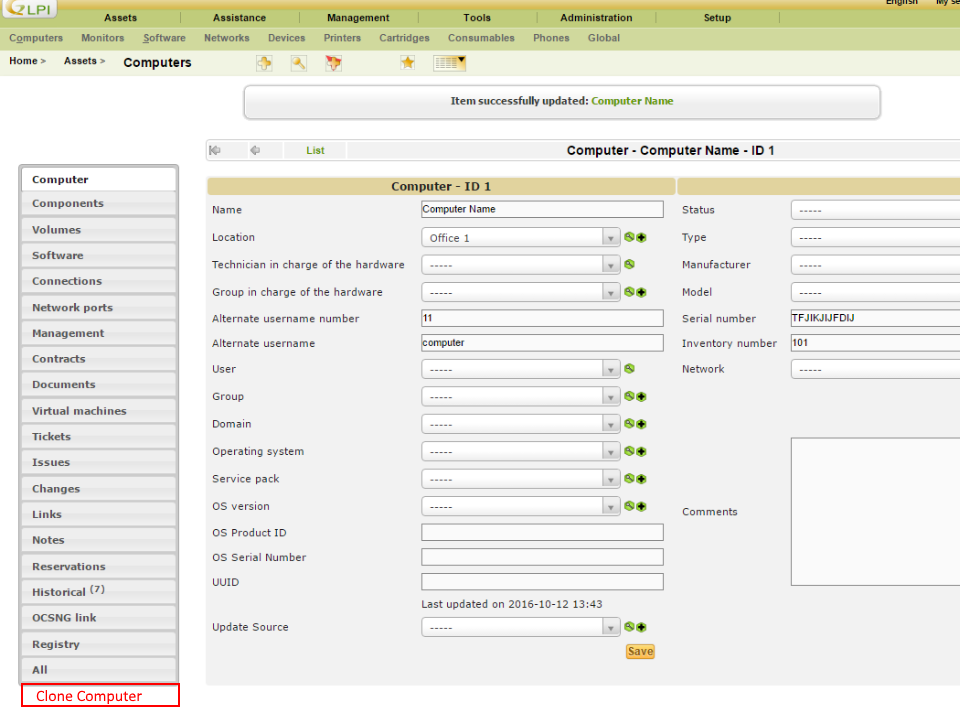 GLPI
English My se
Assets Assistance Management Tools Administration Setup
Computers Monitors Software Networks Devices Printers Cartridges Consumables Phones Global
Home > Assets > Computers
Item successfully updated: Computer Name
List Computer - Computer Name - ID 1
Computer
Components
Volumes
Software
Connections
Network ports
Management
Contracts
Documents
Virtual machines
Tickets
Issues
Changes
Links
Notes
Reservations
Historical (7)
OCSNG link
Registry
All
Clone Computer
Computer - ID 1
Name Computer Name
Location Office 1
Technician in charge of the hardware -----
Group in charge of the hardware -----
Alternate username number 11
Alternate username computer
User -----
Group -----
Domain -----
Operating system -----
Service pack -----
OS version -----
OS Product ID
OS Serial Number
UUID
Last updated on 2016-10-12 13:43
Update Source -----
Save
Status -----
Type -----
Manufacturer -----
Model -----
Serial number TFJIKJIJFDIJ
Inventory number 101
Network -----
Comments